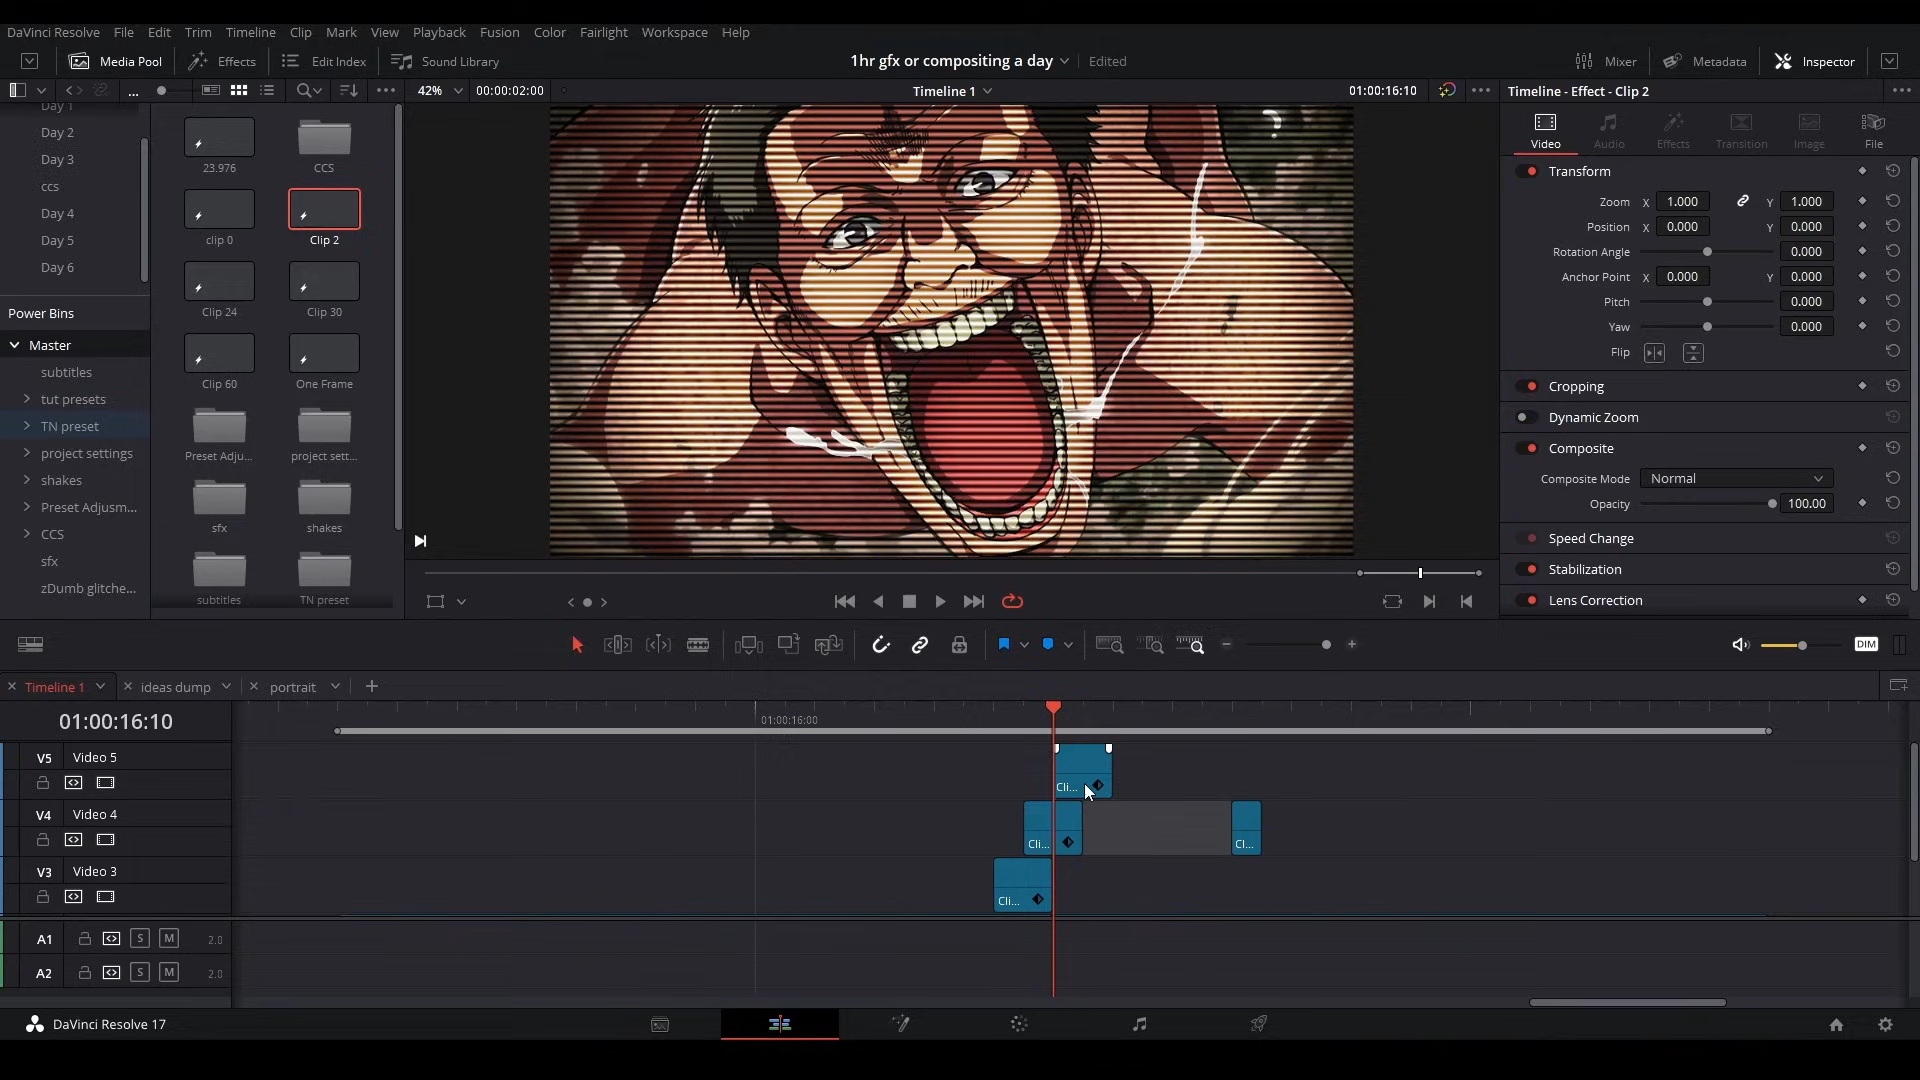 DaVinci Resolve File Edit Trim Timeline Clip Mark View Playback Fusion Color Fairlight Workspace Help
Media Pool Effects Edit Index Sound Library 1hr gfx or compositing a day Edited Mixer Metadata Inspector
... 42% 00:00:02:00 Timeline 1 01:00:16:10 Timeline - Effect - Clip 2
Day 1
Day 2
Day 3
ccs
Day 4
Day 5
Day 6
Power Bins
Master
subtitles
tut presets
TN preset
project settings
shakes
Preset Adjusm...
CCS
sfx
zDumb glitche...
23.976 CCS
clip 0 Clip 2
Clip 24 Clip 30
Clip 60 One Frame
Preset Adju... project sett...
sfx shakes
subtitles TN preset
Video Audio Effects Transition Image File
Transform
Zoom X 1.000 Y 1.000
Position X 0.000 Y 0.000
Rotation Angle 0.000
Anchor Point X 0.000 Y 0.000
Pitch 0.000
Yaw 0.000
Flip
Cropping
Dynamic Zoom
Composite
Composite Mode Normal
Opacity 100.00
Speed Change
Stabilization
Lens Correction
DIM
Timeline 1 ideas dump portrait
01:00:16:10 01:00:16:00
V5 Video 5
Cli...
V4 Video 4
Cli... Cli...
V3 Video 3
Cli...
A1 S M 2.0
A2 S M 2.0
DaVinci Resolve 17